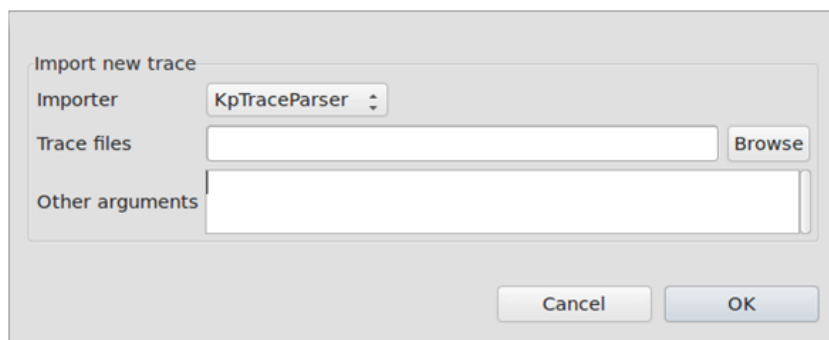 Import new trace
Importer KpTraceParser
Trace files Browse
Other arguments
Cancel OK